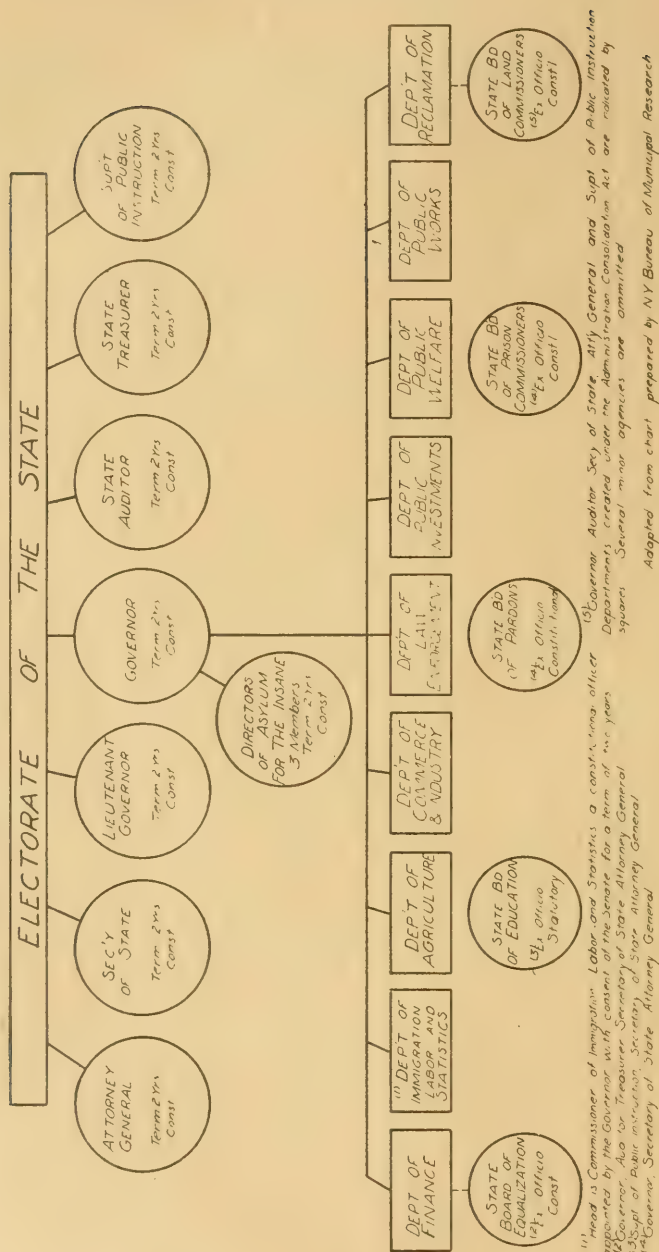 ELECTORATE OF THE STATE
ATTORNEY
GENERAL
Term 2 Yrs
Const
SEC'Y
OF STATE
Term 2 Yrs
Const
LIEUTENANT
GOVERNOR
Term 2 Yrs
Const
GOVERNOR
Term 2 Yrs
Const
STATE
AUDITOR
Term 2 Yrs
Const
STATE
TREASURER
Term 2 Yrs
Const
SUP'T
OF PUBLIC
INSTRUCTION
Term 2 Yrs
Const
DIRECTORS
OF ASYLUM
FOR THE INSANE
3 Members
Term 2 Yrs
Const
DEPT OF
FINANCE
(1) DEP'T OF
IMMIGRATION
LABOR AND
STATISTICS
DEP'T OF
AGRICULTURE
DEP'T OF
COMMERCE
& INDUSTRY
DEPT OF
LAW
ENFORCEMENT
DEPT OF
PUBLIC
INVESTMENTS
DEPT OF
PUBLIC
WELFARE
DEPT OF
PUBLIC
WORKS
DEP'T OF
RECLAMATION
STATE
BOARD OF
EQUALIZATION
(2) Ex Officio
Const
STATE BD
OF EDUCATION
(3) Ex Officio
Statutory
STATE BD
OF PARDONS
(4) Ex Officio
Constitutional
STATE BD
OF PRISON
COMMISSIONERS
(4) Ex Officio
Const'l
STATE BD
OF LAND
COMMISSIONERS
(5) Ex Officio
Const'l
(1) Head is Commissioner of Immigration Labor and Statistics a constitutional officer
appointed by the Governor with consent of the Senate for a term of two years
(2) Governor, Auditor Treasurer Secretary of State Attorney General
(3) Supt of Public instruction, Secretary of State Attorney General
(4) Governor, Secretary of State Attorney General
(5) Governor Auditor Secy of State, Att'y General and Supt of Public Instruction
Departments created under the Administration Consolidation Act are indicated by
squares Several minor agencies are ommitted
Adapted from chart prepared by NY Bureau of Municipal Research